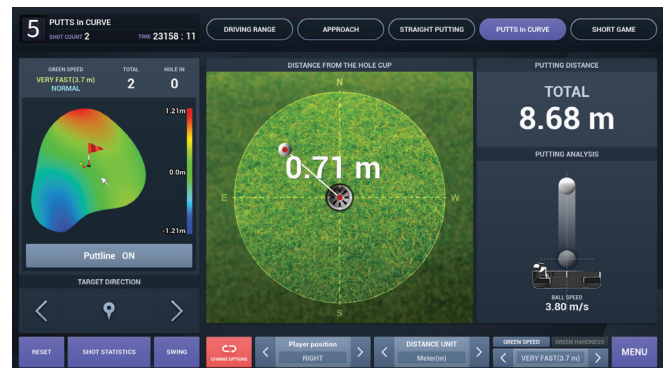 5
PUTTS In CURVE
SHOT COUNT 2
TIME 23158 : 11
DRIVING RANGE
APPROACH
STRAIGHT PUTTING
PUTTS In CURVE
SHORT GAME
GREEN SPEED
VERY FAST(3.7 m)
NORMAL
TOTAL
2
HOLE IN
0
1.21m
0.0m
-1.21m
Puttline ON
TARGET DIRECTION
DISTANCE FROM THE HOLE CUP
N
0.71 m
E
W
S
PUTTING DISTANCE
TOTAL
8.68 m
PUTTING ANALYSIS
BALL SPEED
3.80 m/s
RESET
SHOT STATISTICS
SWING
CHANGE OPTIONS
Player position
RIGHT
DISTANCE UNIT
Meter(m)
GREEN SPEED
GREEN HARDNESS
VERY FAST(3.7 m)
MENU